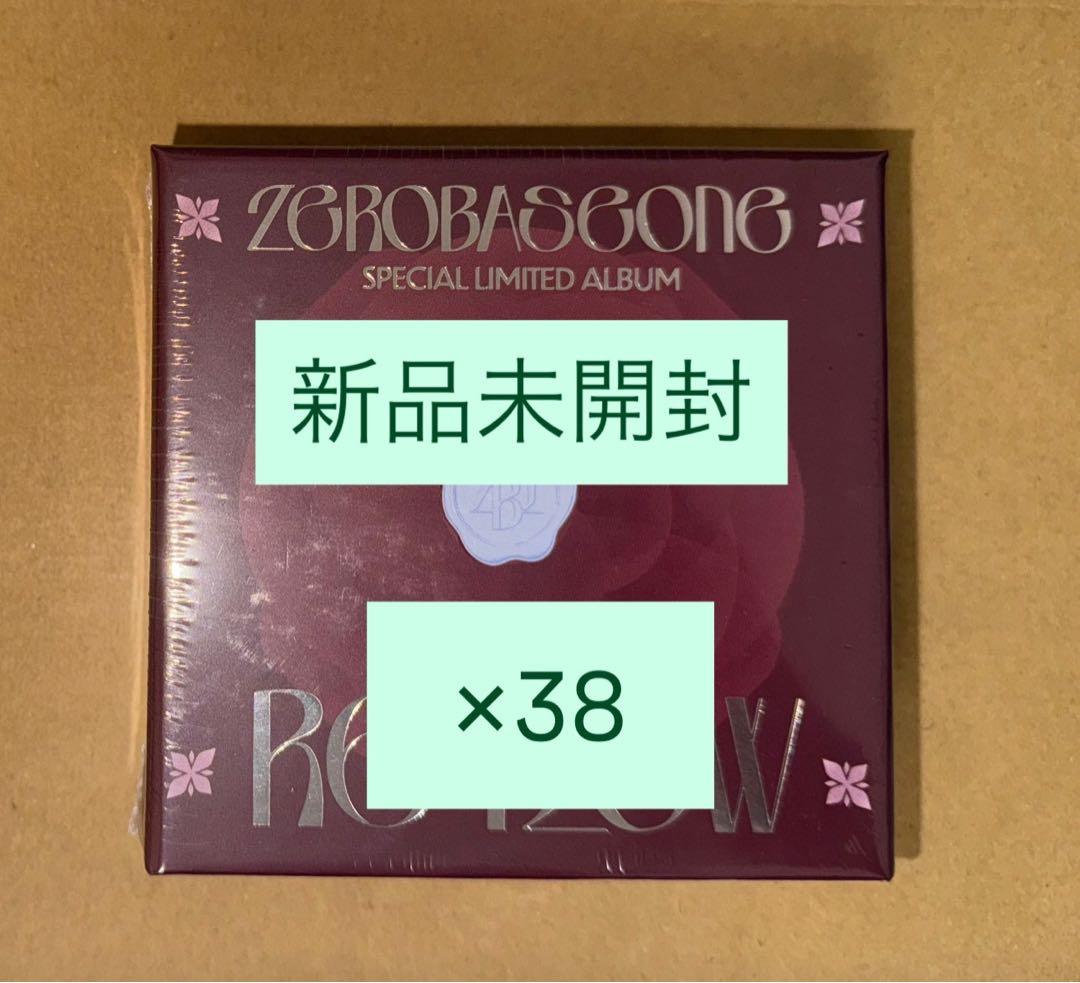 ZEROBASEONE
SPECIAL LIMITED ALBUM
新品未開封
×38